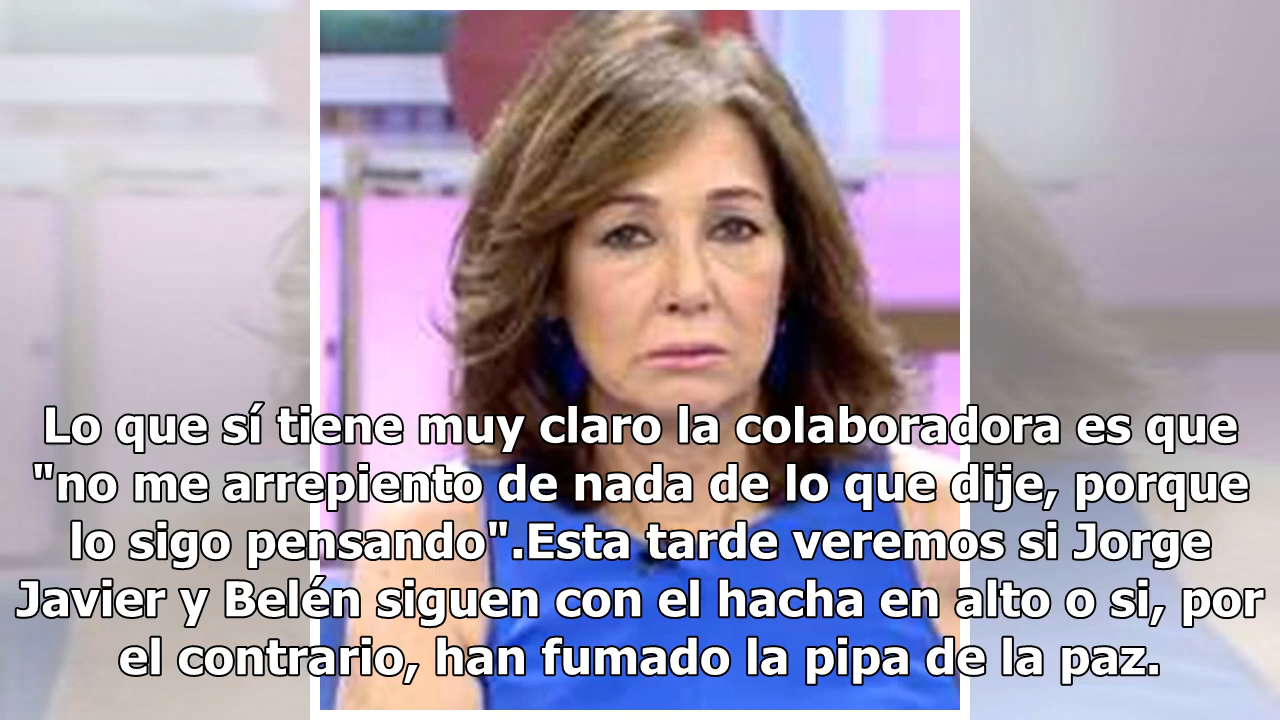 Lo que sí tiene muy claro la colaboradora es que
"no me arrepiento de nada de lo que dije, porque
lo sigo pensando".Esta tarde veremos si Jorge
Javier y Belén siguen con el hacha en alto o si, por
el contrario, han fumado la pipa de la paz.